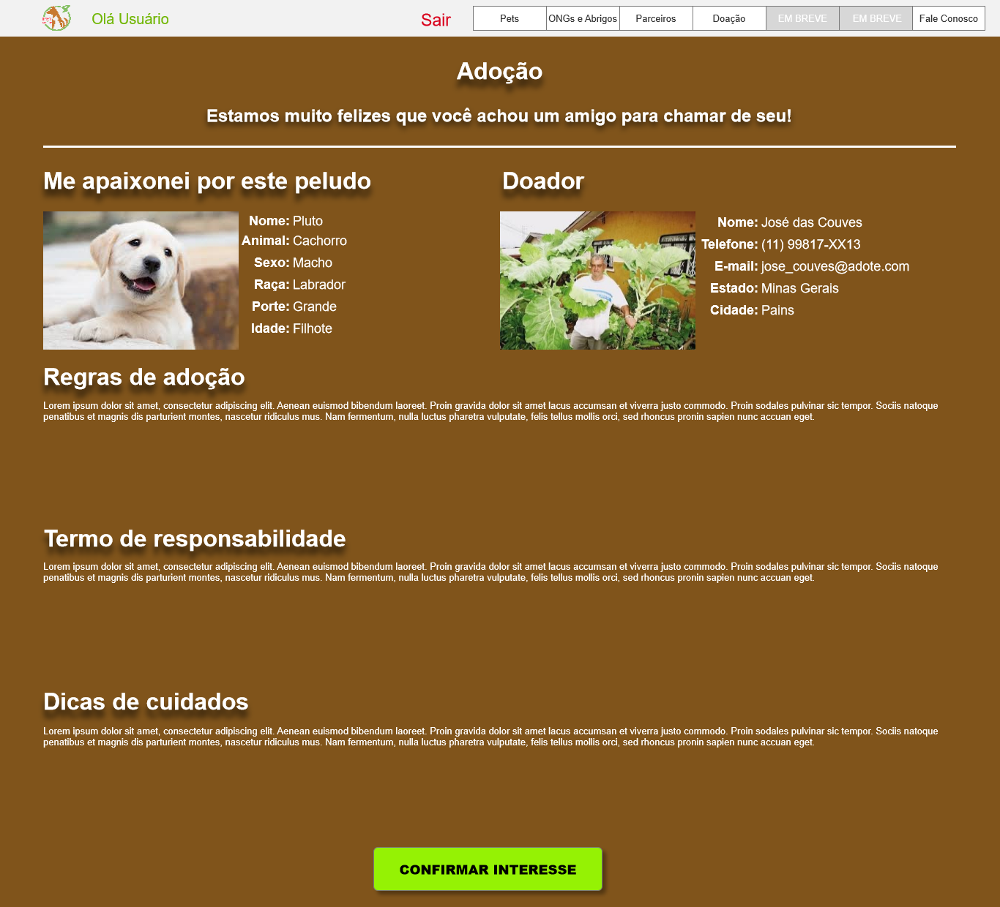 Olá Usuário
Sair
Pets
ONGs e Abrigos
Parceiros
Doação
EM BREVE
EM BREVE
Fale Conosco
Adoção
Estamos muito felizes que você achou um amigo para chamar de seu!
Me apaixonei por este peludo
Nome: Pluto
Animal: Cachorro
Sexo: Macho
Raça: Labrador
Porte: Grande
Idade: Filhote
Doador
Nome: José das Couves
Telefone: (11) 99817-XX13
E-mail: jose_couves@adote.com
Estado: Minas Gerais
Cidade: Pains
Regras de adoção
Lorem ipsum dolor sit amet, consectetur adipiscing elit. Aenean euismod bibendum laoreet. Proin gravida dolor sit amet lacus accumsan et viverra justo commodo. Proin sodales pulvinar sic tempor. Sociis natoque
penatibus et magnis dis parturient montes, nascetur ridiculus mus. Nam fermentum, nulla luctus pharetra vulputate, felis tellus mollis orci, sed rhoncus pronin sapien nunc accuan eget.
Termo de responsabilidade
Lorem ipsum dolor sit amet, consectetur adipiscing elit. Aenean euismod bibendum laoreet. Proin gravida dolor sit amet lacus accumsan et viverra justo commodo. Proin sodales pulvinar sic tempor. Sociis natoque
penatibus et magnis dis parturient montes, nascetur ridiculus mus. Nam fermentum, nulla luctus pharetra vulputate, felis tellus mollis orci, sed rhoncus pronin sapien nunc accuan eget.
Dicas de cuidados
Lorem ipsum dolor sit amet, consectetur adipiscing elit. Aenean euismod bibendum laoreet. Proin gravida dolor sit amet lacus accumsan et viverra justo commodo. Proin sodales pulvinar sic tempor. Sociis natoque
penatibus et magnis dis parturient montes, nascetur ridiculus mus. Nam fermentum, nulla luctus pharetra vulputate, felis tellus mollis orci, sed rhoncus pronin sapien nunc accuan eget.
CONFIRMAR INTERESSE